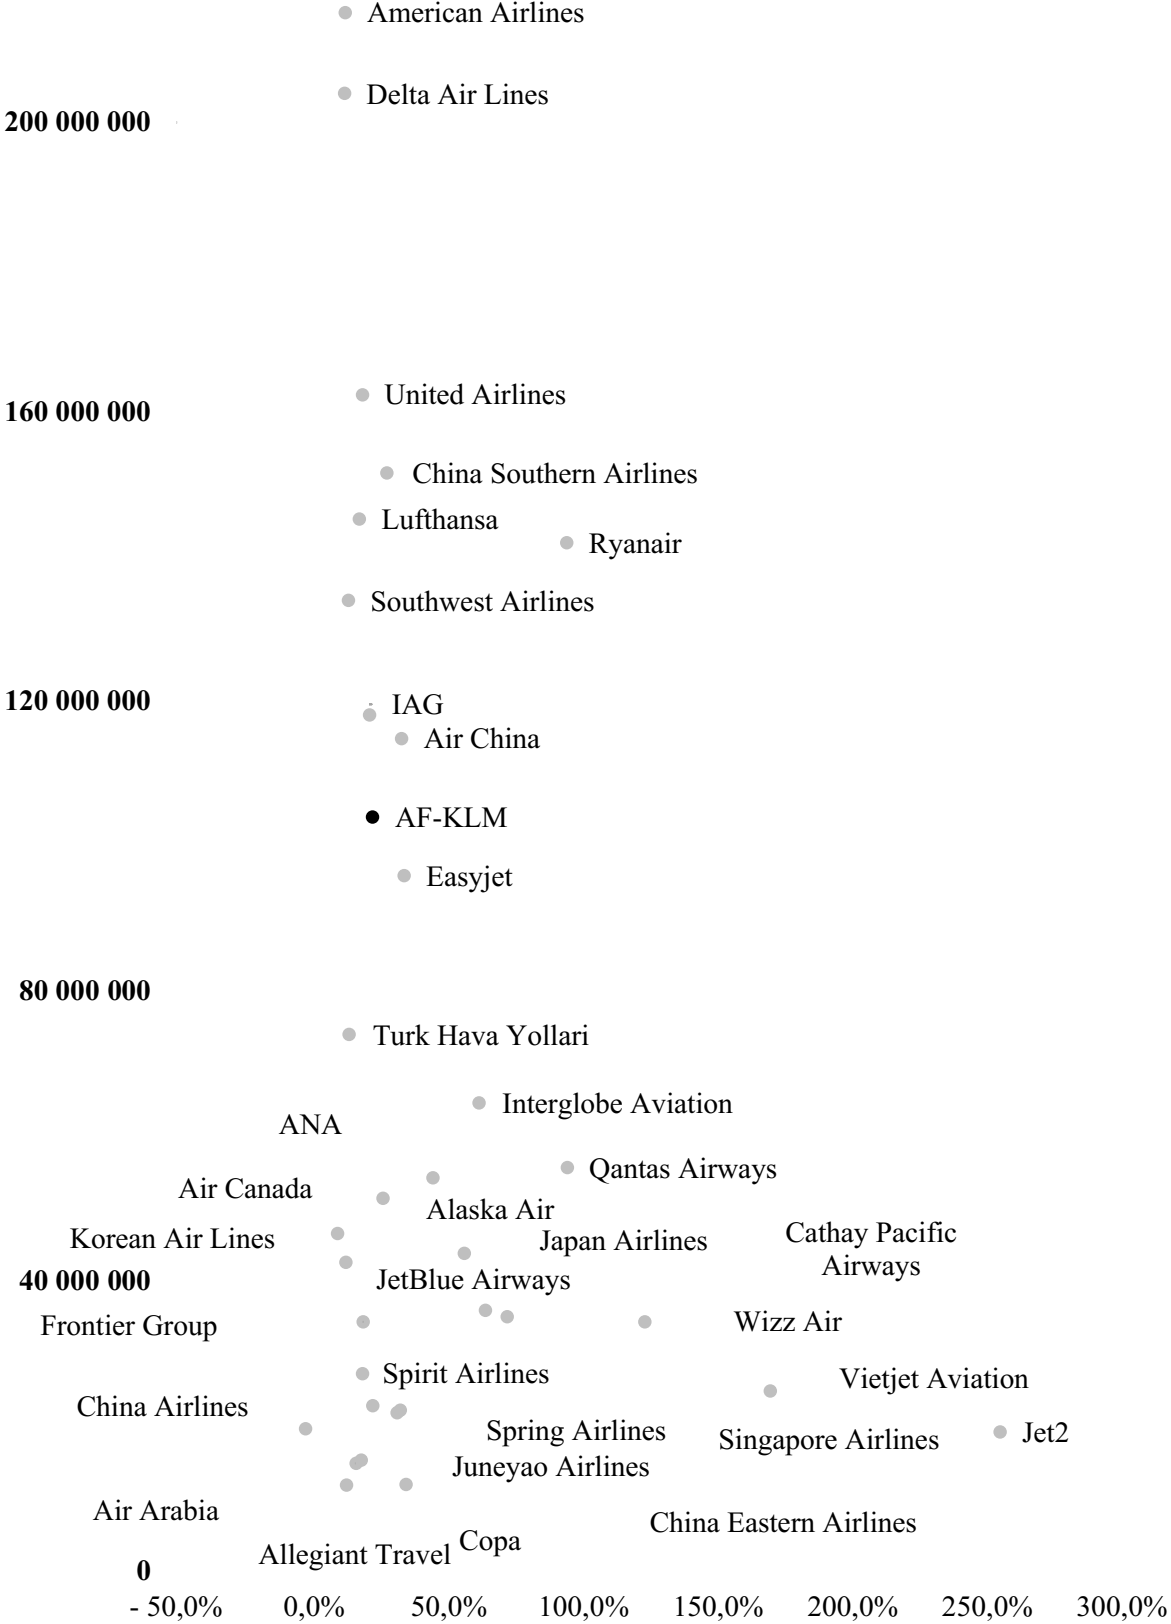 American Airlines
Delta Air Lines
200 000 000
United Airlines
160 000 000
China Southern Airlines
Lufthansa
Ryanair
Southwest Airlines
120 000 000
IAG
Air China
AF-KLM
Easyjet
80 000 000
Turk Hava Yollari
Interglobe Aviation
ANA
Qantas Airways
Air Canada
Alaska Air
Korean Air Lines
Japan Airlines
Cathay Pacific
Airways
40 000 000
JetBlue Airways
Frontier Group
Wizz Air
Spirit Airlines
Vietjet Aviation
China Airlines
Spring Airlines
Singapore Airlines
Jet2
Juneyao Airlines
Air Arabia
China Eastern Airlines
Copa
Allegiant Travel
0
- 50,0% 0,0% 50,0% 100,0% 150,0% 200,0% 250,0% 300,0%